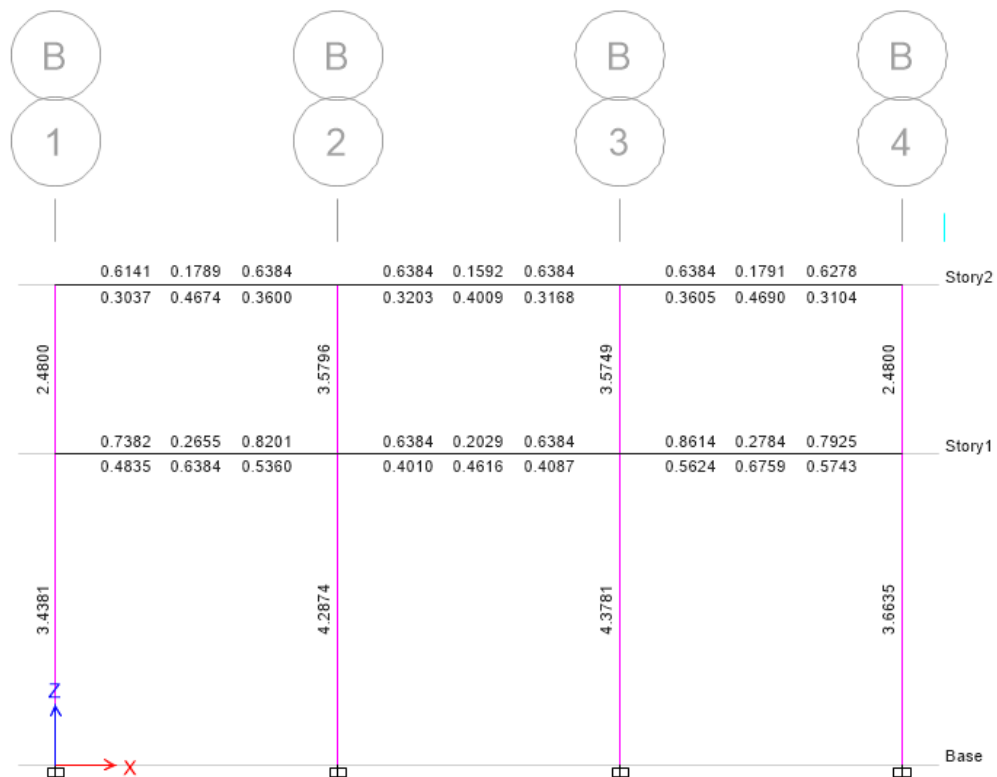 B B B B
1 2 3 4
0.6141 0.1789 0.6384 0.6384 0.1592 0.6384 0.6384 0.1791 0.6278 Story2
0.3037 0.4674 0.3600 0.3203 0.4009 0.3168 0.3605 0.4690 0.3104
2.4800 3.5796 3.5749 2.4800
0.7382 0.2655 0.8201 0.6384 0.2029 0.6384 0.8614 0.2784 0.7925 Story1
0.4835 0.6384 0.5360 0.4010 0.4616 0.4087 0.5624 0.6759 0.5743
3.4381 4.2874 4.3781 3.6635
Z
X Base